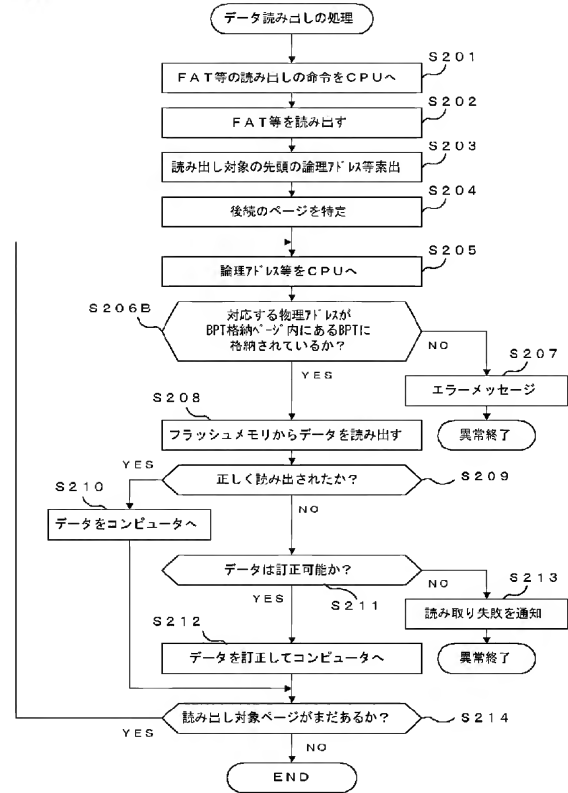 データ読み出しの処理
S201
FAT等の読み出しの命令をCPUへ
S202
FAT等を読み出す
S203
読み出し対象の先頭の論理アドレス等索出
S204
後続のページを特定
S205
論理アドレス等をCPUへ
S206B
対応する物理アドレスが
BPT格納ページ内にあるBPTに
格納されているか?
NO
S207
YES
エラーメッセージ
S208
異常終了
フラッシュメモリからデータを読み出す
YES
正しく読み出されたか?
S209
S210
NO
データをコンピュータへ
データは訂正可能か?
NO
S213
YES
S211
読み取り失敗を通知
S212
データを訂正してコンピュータへ
異常終了
読み出し対象ページがまだあるか?
S214
YES
NO
END